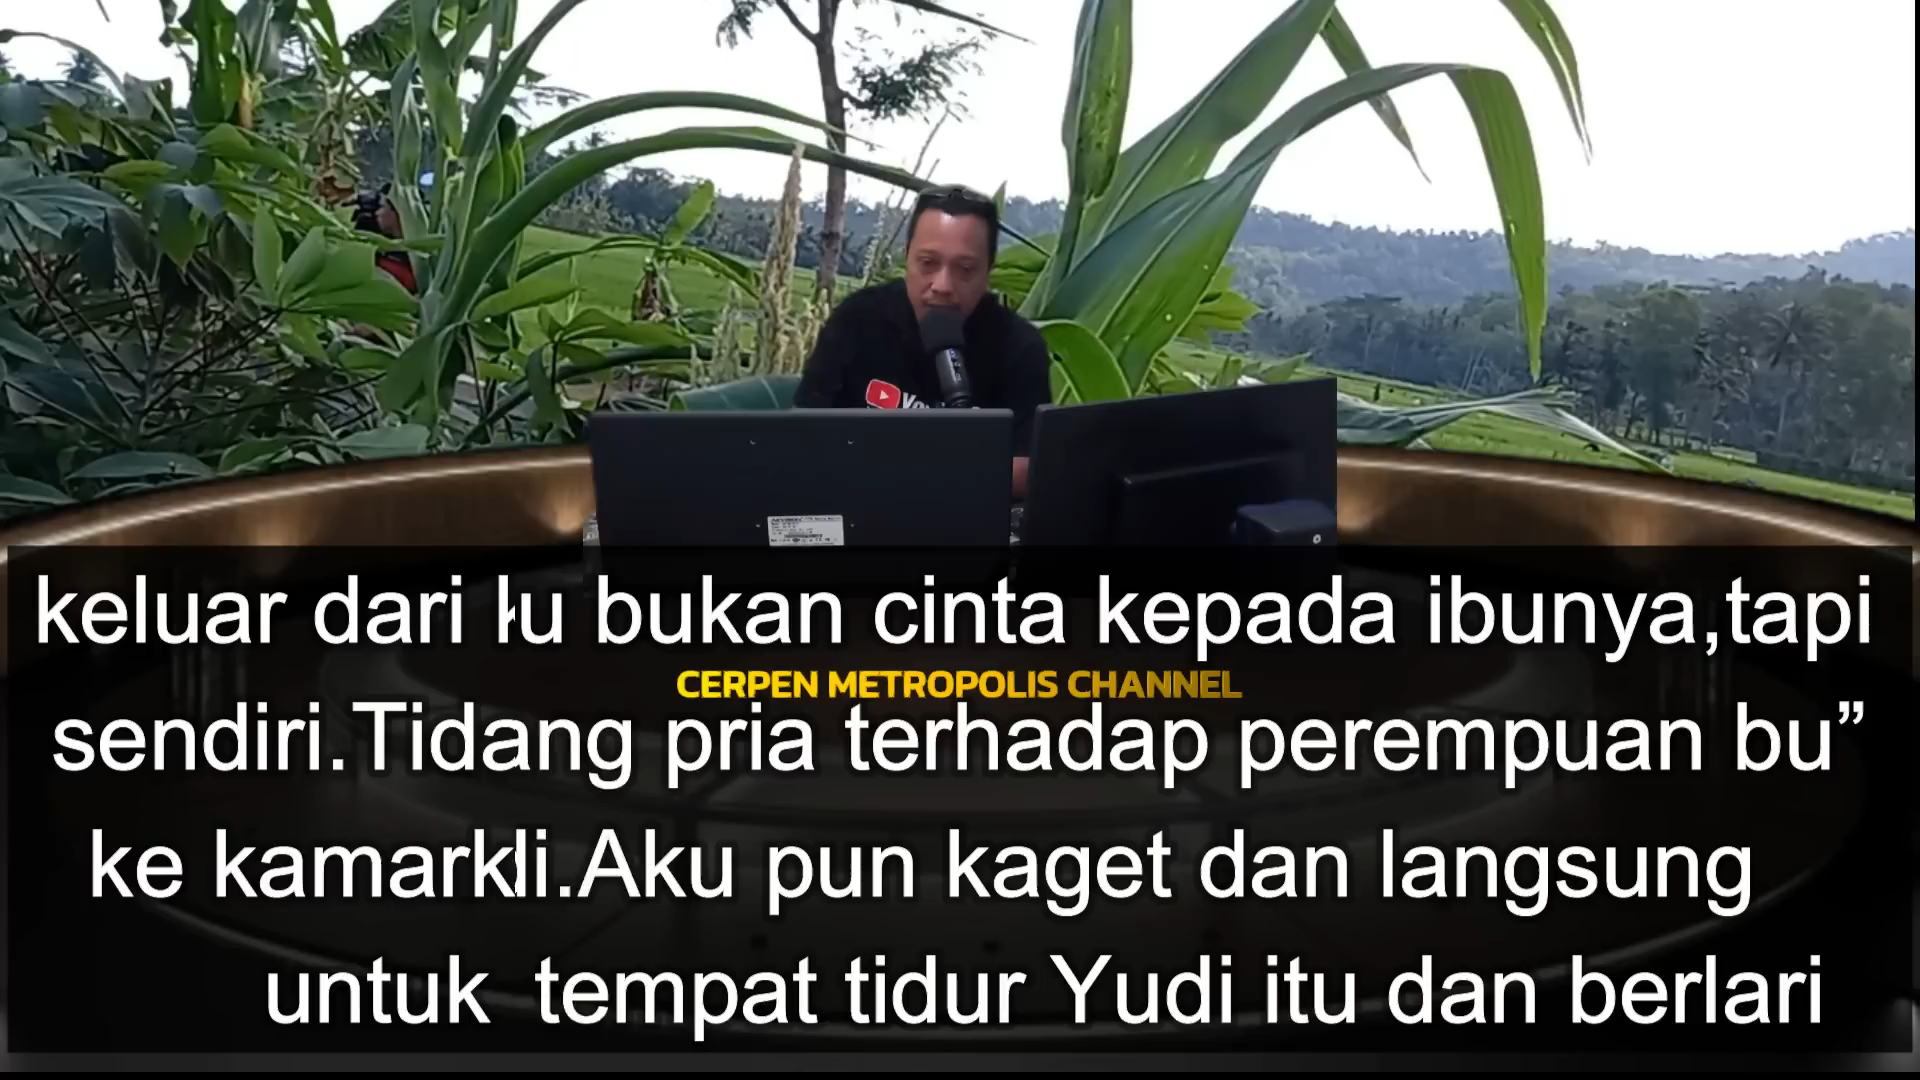 keluar dari ku bukan cinta kepada ibunya,tapi
CERPEN METROPOLIS CHANNEL
sendiri.Tidang pria terhadap perempuan bu”
ke kamarkli.Aku pun kaget dan langsung
untuk tempat tidur Yudi itu dan berlari